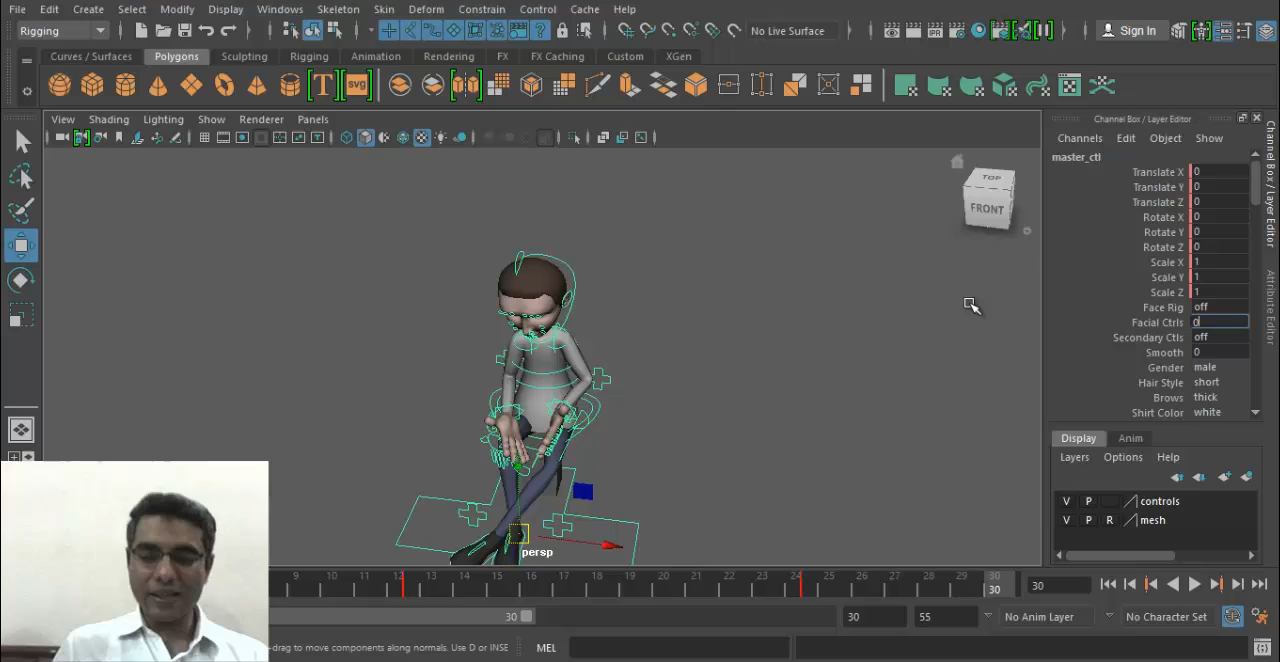 File Edit Create Select Modify Display Windows Skeleton Skin Deform Constrain Control Cache Help
Rigging No Live Surface Sign In
Curves / Surfaces Polygons Sculpting Rigging Animation Rendering FX FX Caching Custom XGen
T svg
View Shading Lighting Show Renderer Panels
Channel Box / Layer Editor
Channels Edit Object Show
master_ctl
Translate X 0
Translate Y 0
Translate Z 0
Rotate X 0
Rotate Y 0
Rotate Z 0
Scale X 1
Scale Y 1
Scale Z 1
Face Rig off
Facial Ctrls 0
Secondary Ctls off
Smooth 0
Gender male
Hair Style short
Brows thick
Shirt Color white
Channel Box / Layer Editor
Attribute Editor
TOP
FRONT
Display Anim
Layers Options Help
V P controls
V P R mesh
persp
9 10 11 12 13 14 15 16 17 18 19 20 21 22 23 24 25 26 27 28 29 30
30 30
30 30 55 No Anim Layer No Character Set
-drag to move components along normals. Use D or INSE MEL